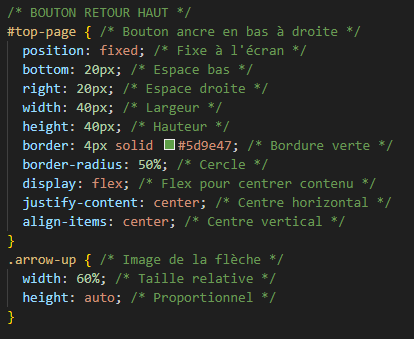 /* BOUTON RETOUR HAUT */
#top-page { /* Bouton ancre en bas à droite */
position: fixed; /* Fixe à l'écran */
bottom: 20px; /* Espace bas */
right: 20px; /* Espace droite */
width: 40px; /* Largeur */
height: 40px; /* Hauteur */
border: 4px solid #5d9e47; /* Bordure verte */
border-radius: 50%; /* Cercle */
display: flex; /* Flex pour centrer contenu */
justify-content: center; /* Centre horizontal */
align-items: center; /* Centre vertical */
}
.arrow-up { /* Image de la flèche */
width: 60%; /* Taille relative */
height: auto; /* Proportionnel */
}